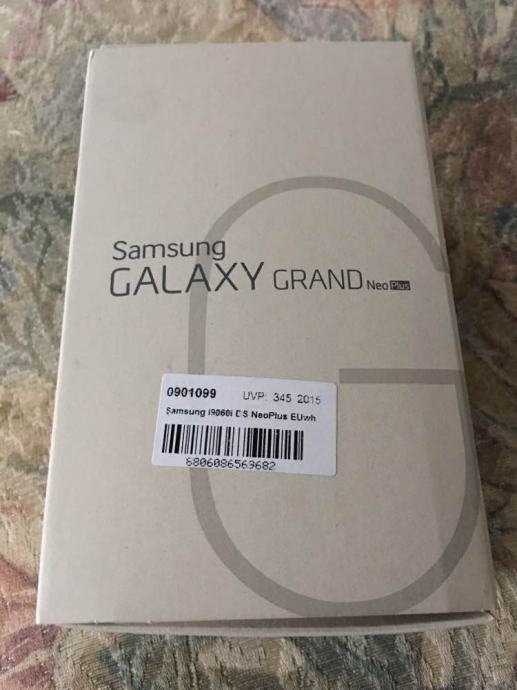 Samsung
GALAXY GRAND Neo Plus
0901099 UVP: 345 2015
Samsung i9060i DS NeoPlus EUwh
8806086569682